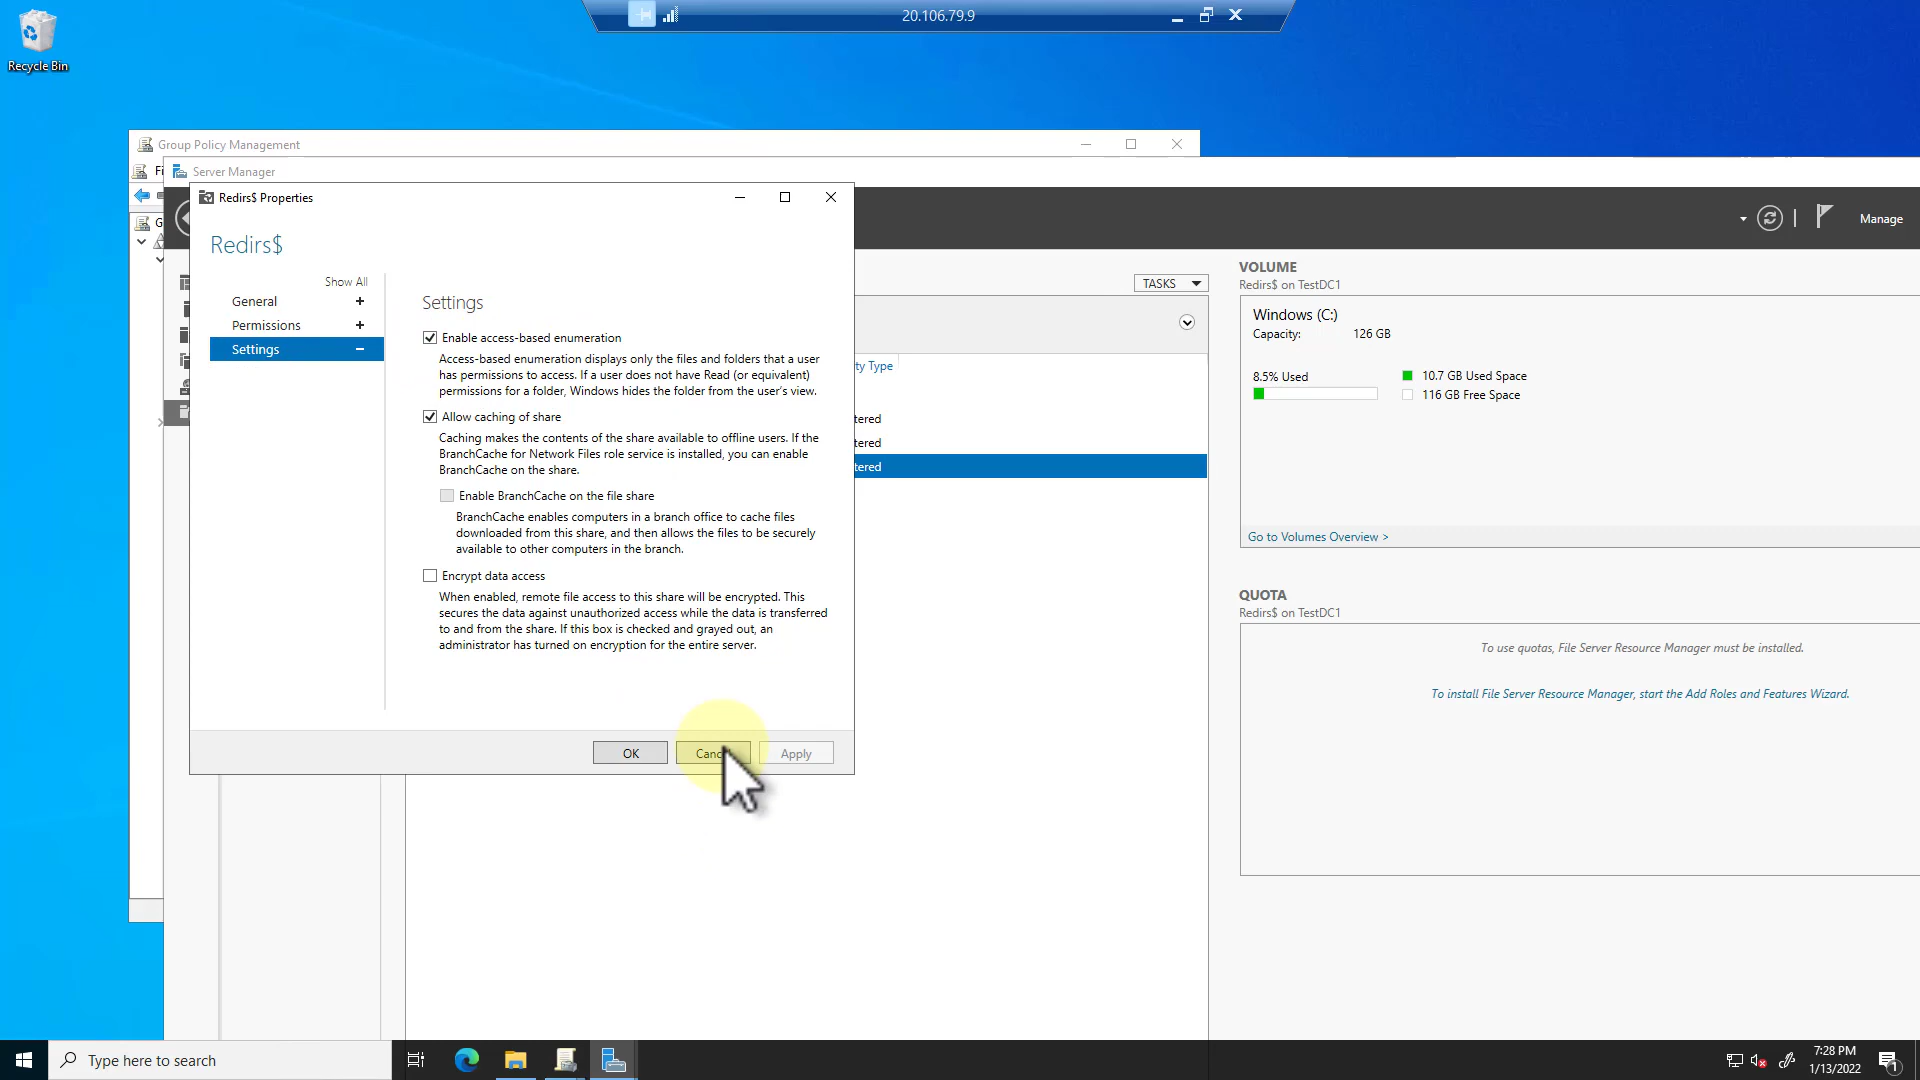 20.106.79.9
Recycle Bin
Group Policy Management
Fi
Server Manager
Redirs$ Properties
Manage
G
Redirs$
Show All
General
Permissions
Settings
Settings
Enable access-based enumeration
Access-based enumeration displays only the files and folders that a user
has permissions to access. If a user does not have Read (or equivalent)
permissions for a folder, Windows hides the folder from the user's view.
Allow caching of share
Caching makes the contents of the share available to offline users. If the
BranchCache for Network Files role service is installed, you can enable
BranchCache on the share.
Enable BranchCache on the file share
BranchCache enables computers in a branch office to cache files
downloaded from this share, and then allows the files to be securely
available to other computers in the branch.
Encrypt data access
When enabled, remote file access to this share will be encrypted. This
secures the data against unauthorized access while the data is transferred
to and from the share. If this box is checked and grayed out, an
administrator has turned on encryption for the entire server.
OK
Canc
Apply
TASKS
ty Type
tered
tered
tered
VOLUME
Redirs$ on TestDC1
Windows (C:)
Capacity: 126 GB
8.5% Used
10.7 GB Used Space
116 GB Free Space
Go to Volumes Overview >
QUOTA
Redirs$ on TestDC1
To use quotas, File Server Resource Manager must be installed.
To install File Server Resource Manager, start the Add Roles and Features Wizard.
Type here to search
7:28 PM
1/13/2022
1